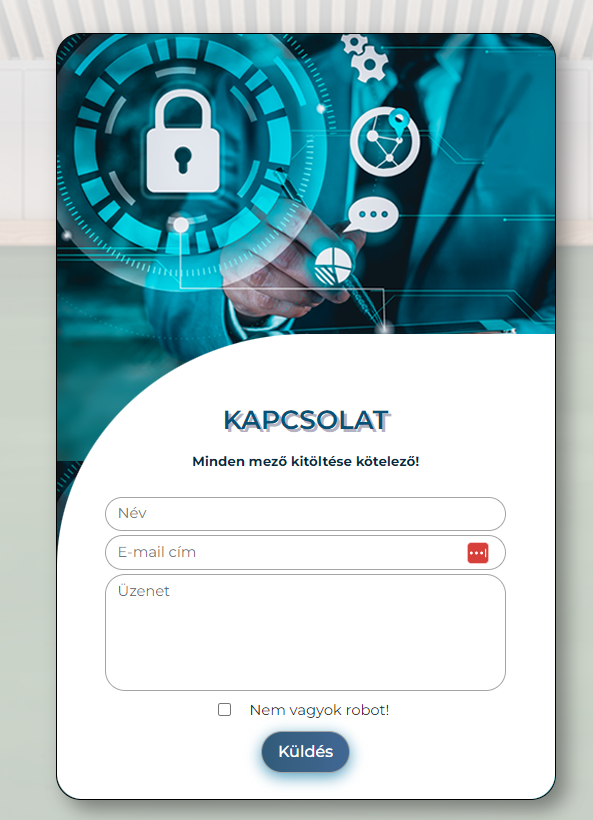 KAPCSOLAT
Minden mező kitöltése kötelező!
Név
E-mail cím
Üzenet
Nem vagyok robot!
Küldés